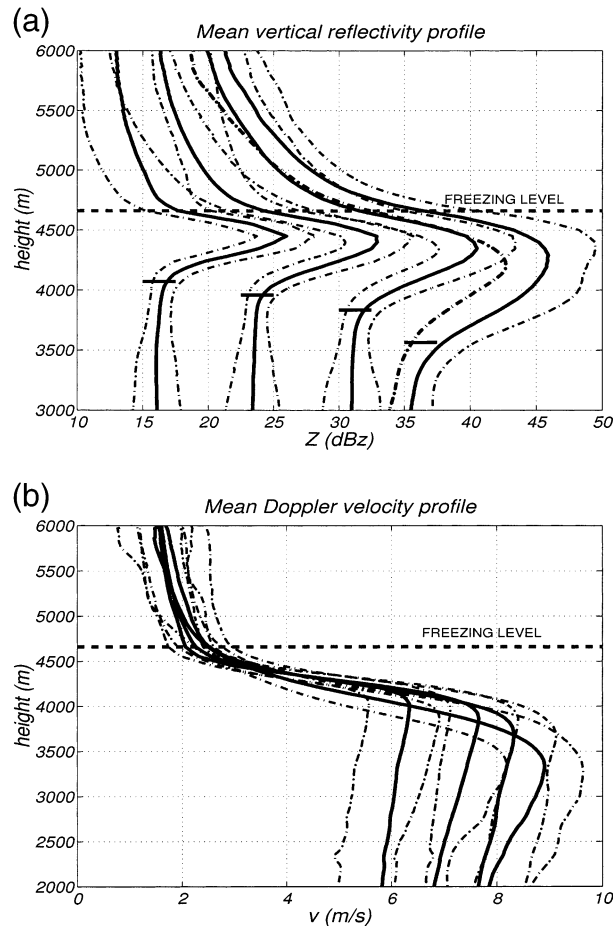 (a)
Mean vertical reflectivity profile
6000
5500
5000
4500
4000
3500
3000
height (m)
FREEZING LEVEL
10 15 20 25 30 35 40 45 50
Z (dBz)
(b)
Mean Doppler velocity profile
6000
5500
5000
4500
4000
3500
3000
2500
2000
height (m)
FREEZING LEVEL
0 2 4 6 8 10
v (m/s)